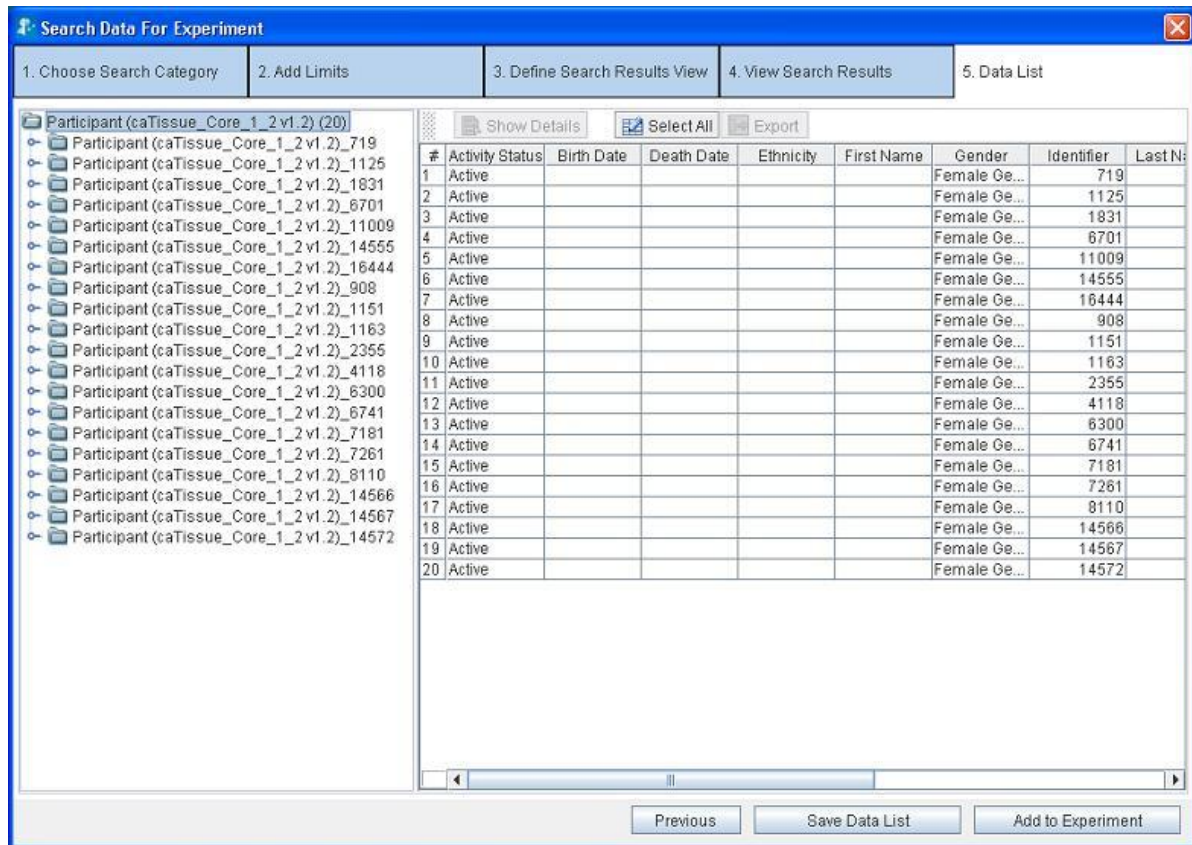 Search Data For Experiment
1. Choose Search Category 2. Add Limits 3. Define Search Results View 4. View Search Results 5. Data List
Participant (caTissue_Core_1_2 v1.2) (20)
Participant (caTissue_Core_1_2 v1.2)_719
Participant (caTissue_Core_1_2 v1.2)_1125
Participant (caTissue_Core_1_2 v1.2)_1831
Participant (caTissue_Core_1_2 v1.2)_6701
Participant (caTissue_Core_1_2 v1.2)_11009
Participant (caTissue_Core_1_2 v1.2)_14555
Participant (caTissue_Core_1_2 v1.2)_16444
Participant (caTissue_Core_1_2 v1.2)_908
Participant (caTissue_Core_1_2 v1.2)_1151
Participant (caTissue_Core_1_2 v1.2)_1163
Participant (caTissue_Core_1_2 v1.2)_2355
Participant (caTissue_Core_1_2 v1.2)_4118
Participant (caTissue_Core_1_2 v1.2)_6300
Participant (caTissue_Core_1_2 v1.2)_6741
Participant (caTissue_Core_1_2 v1.2)_7181
Participant (caTissue_Core_1_2 v1.2)_7261
Participant (caTissue_Core_1_2 v1.2)_8110
Participant (caTissue_Core_1_2 v1.2)_14566
Participant (caTissue_Core_1_2 v1.2)_14567
Participant (caTissue_Core_1_2 v1.2)_14572
Show Details Select All Export
# Activity Status Birth Date Death Date Ethnicity First Name Gender Identifier Last Na
1 Active Female Ge... 719
2 Active Female Ge... 1125
3 Active Female Ge... 1831
4 Active Female Ge... 6701
5 Active Female Ge... 11009
6 Active Female Ge... 14555
7 Active Female Ge... 16444
8 Active Female Ge... 908
9 Active Female Ge... 1151
10 Active Female Ge... 1163
11 Active Female Ge... 2355
12 Active Female Ge... 4118
13 Active Female Ge... 6300
14 Active Female Ge... 6741
15 Active Female Ge... 7181
16 Active Female Ge... 7261
17 Active Female Ge... 8110
18 Active Female Ge... 14566
19 Active Female Ge... 14567
20 Active Female Ge... 14572
Previous Save Data List Add to Experiment